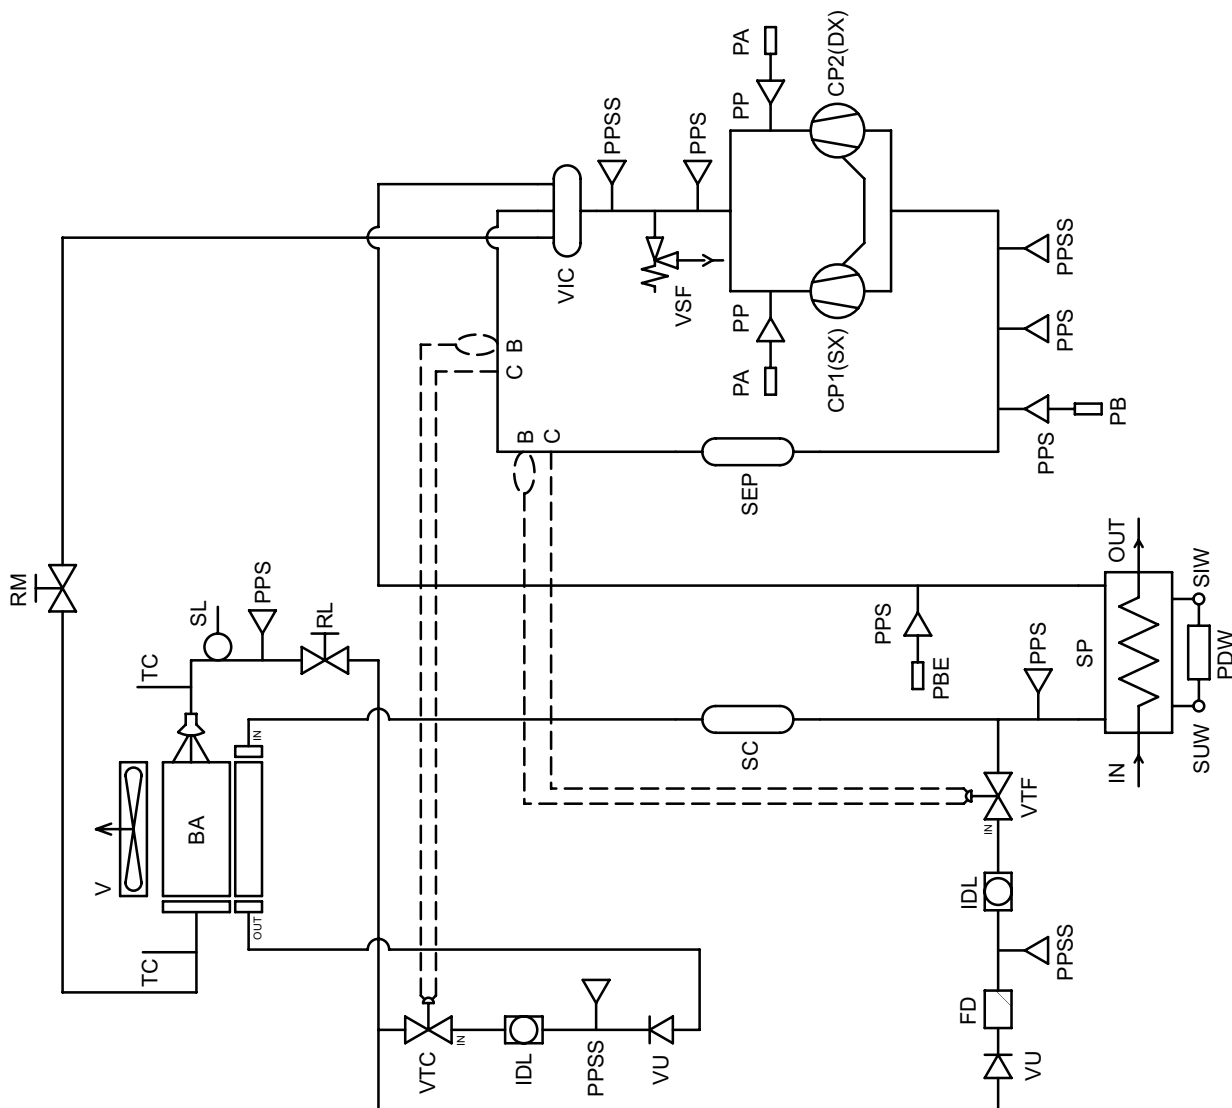 PA
CP2(DX)
PP
PPSS
PPS
VIC
VSF
PP
CP1(SX)
PA
B
C
B
C
PPSS
PPS
PPS
PB
SEP
RM
SL
PPS
RL
TC
IN
V
BA
OUT
TC
SC
PPS
PBE
PPS
SP
OUT
SIW
PDW
SUW
IN
VTF
IN
IDL
PPSS
FD
VU
VTC
IN
IDL
PPSS
VU